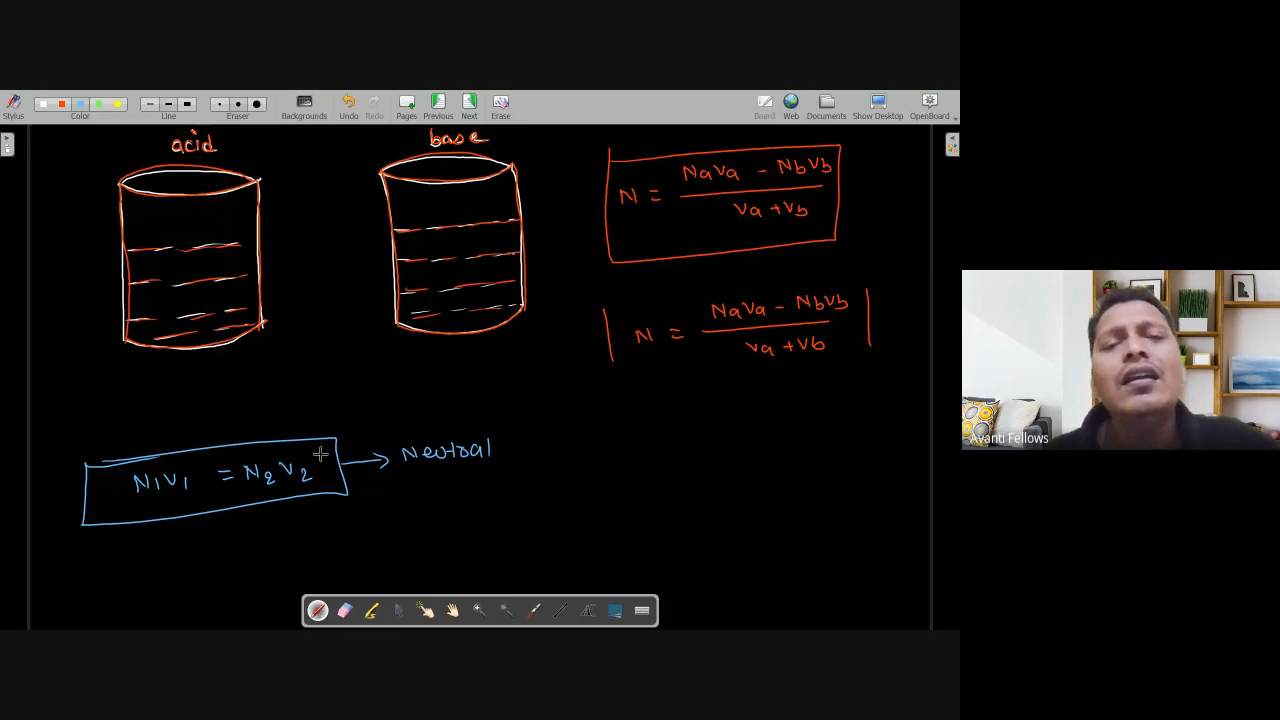 Stylus
Color
Line
Eraser
Backgrounds
Undo
Redo
Pages
Previous
Next
Erase
Board
Web
Documents
Show Desktop
OpenBoard
acid
base
N = NaVa - NbVb
Va + Vb
N = NaVa - NbVb
Va + Vb
N1V1 = N2V2
Neutral
Avanti Fellows